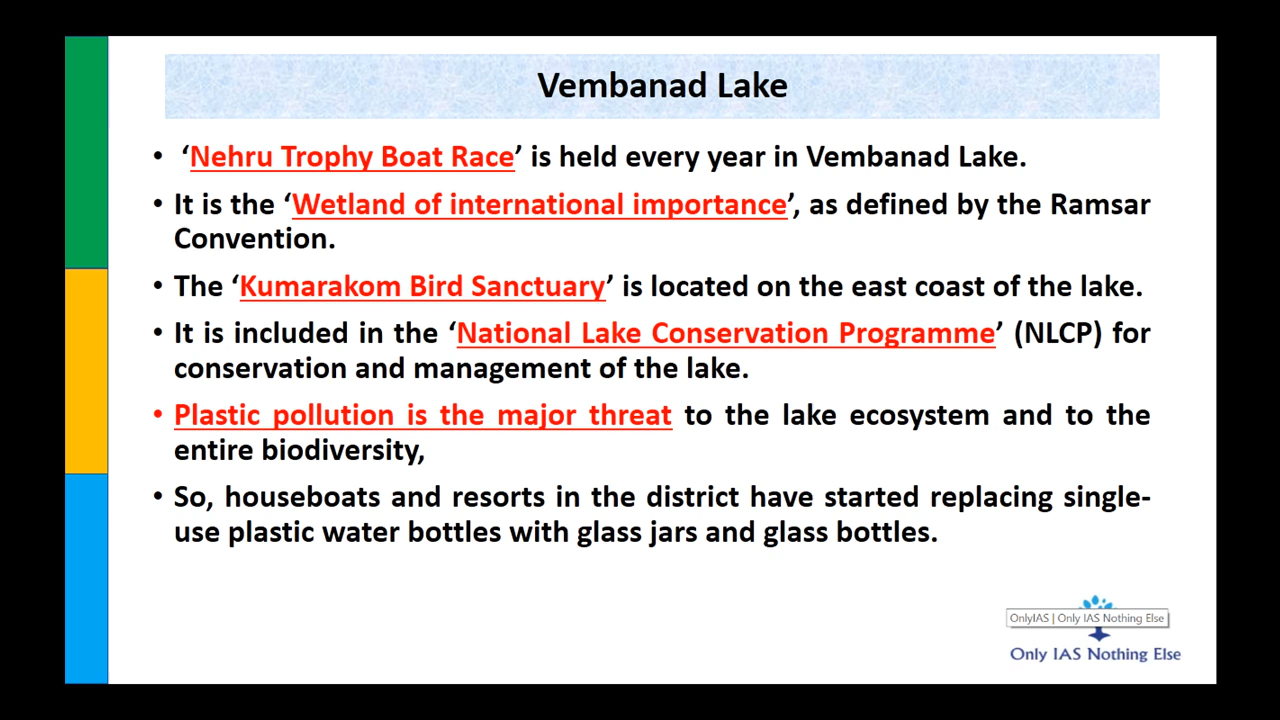 Vembanad Lake
• ‘Nehru Trophy Boat Race’ is held every year in Vembanad Lake.
• It is the ‘Wetland of international importance’, as defined by the Ramsar
Convention.
• The ‘Kumarakom Bird Sanctuary’ is located on the east coast of the lake.
• It is included in the ‘National Lake Conservation Programme’ (NLCP) for
conservation and management of the lake.
• Plastic pollution is the major threat to the lake ecosystem and to the
entire biodiversity,
• So, houseboats and resorts in the district have started replacing single-
use plastic water bottles with glass jars and glass bottles.
OnlyIAS | Only IAS Nothing Else
Only IAS Nothing Else